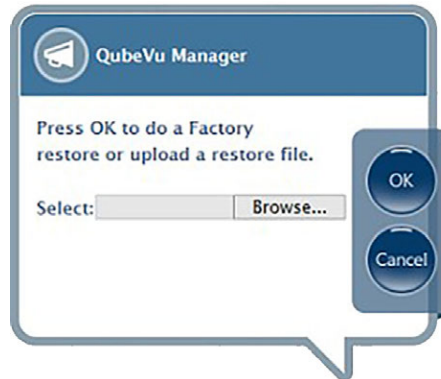 QubeVu Manager
Press OK to do a Factory
restore or upload a restore file.
Select: Browse...
OK
Cancel